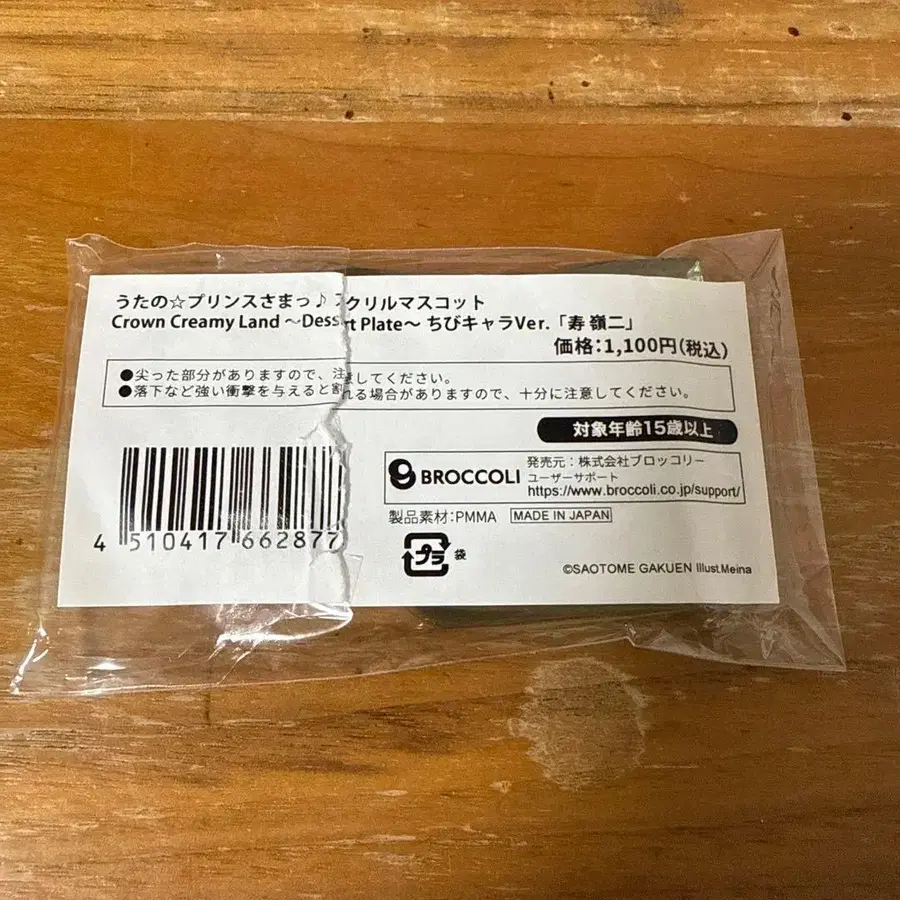 うたの☆プリンスさまっ♪ アクリルマスコット
Crown Creamy Land ～Dessert Plate～ ちびキャラVer.「寿 嶺二」
価格：1,100円(税込)
●尖った部分がありますので、注意してください。
●落下など強い衝撃を与えると割れる場合がありますので、十分に注意してください。
対象年齢15歳以上
BROCCOLI
発売元：株式会社ブロッコリー
ユーザーサポート
https://www.broccoli.co.jp/support/
製品素材：PMMA MADE IN JAPAN
プラ 袋
4 510417 662877
©SAOTOME GAKUEN Illust.Meina